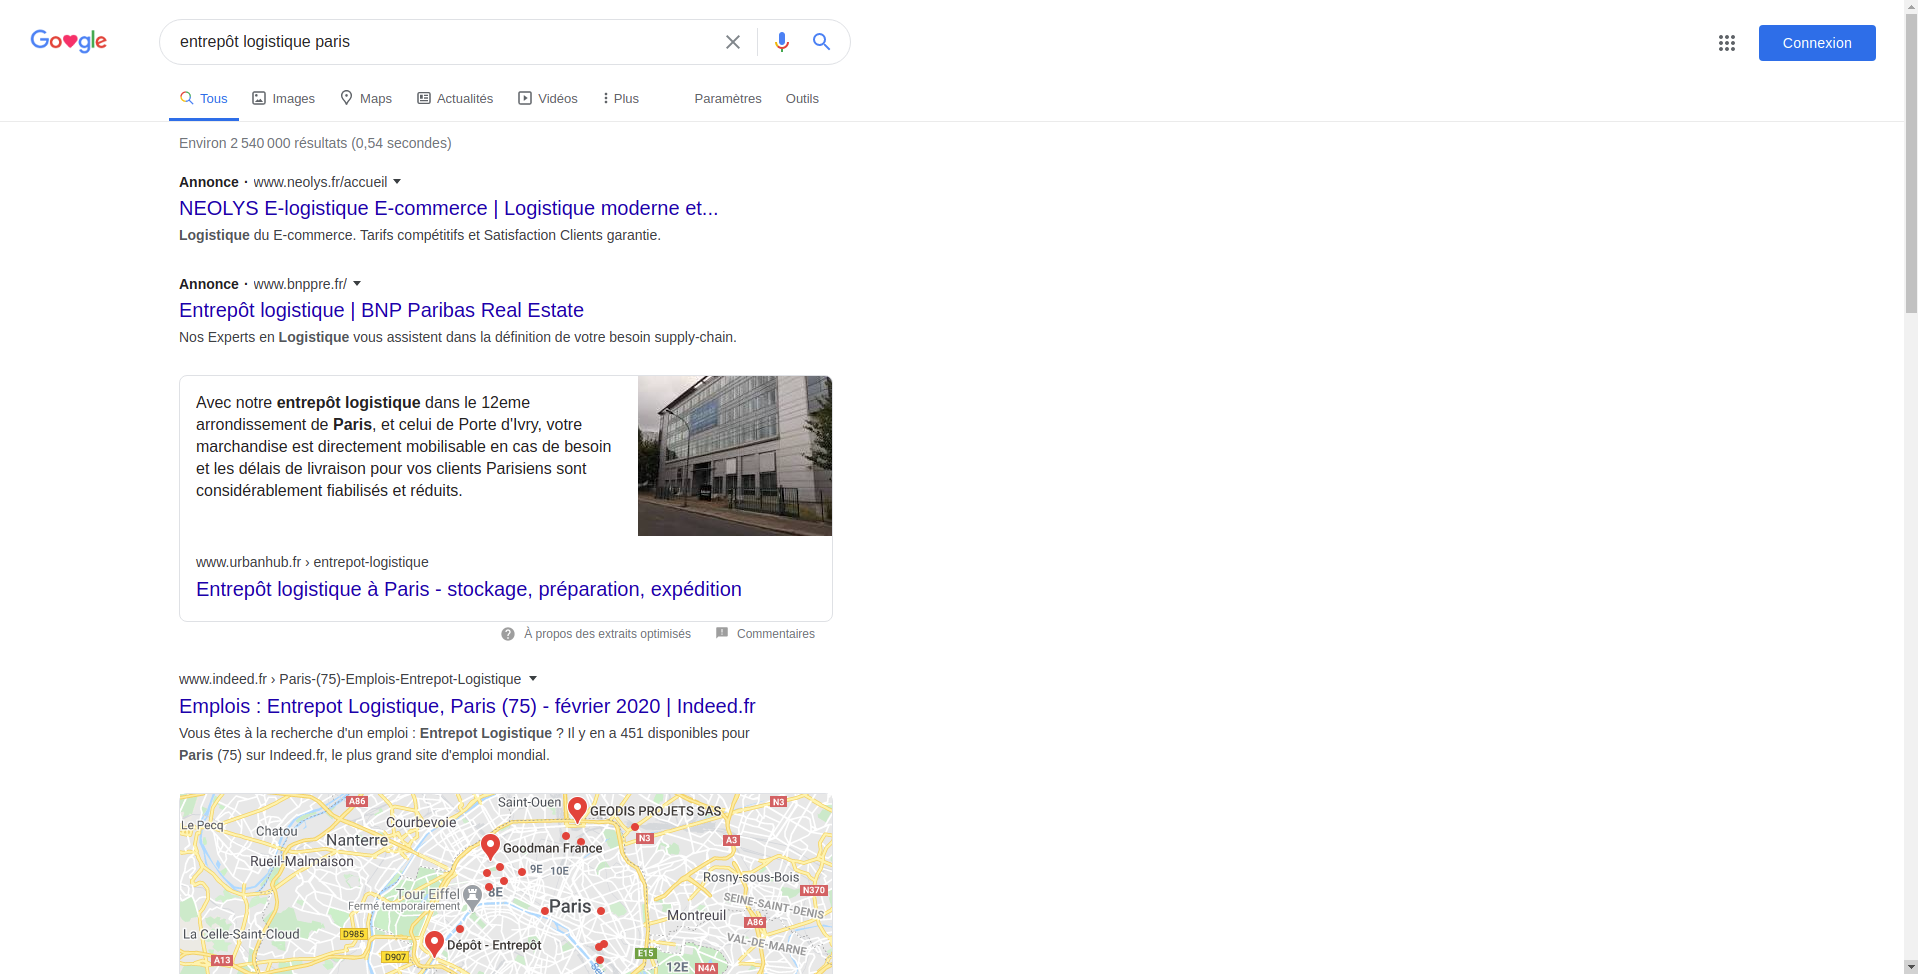 Google
entrepôt logistique paris
Connexion
Tous Images Maps Actualités Vidéos Plus Paramètres Outils
Environ 2 540 000 résultats (0,54 secondes)
Annonce · www.neolys.fr/accueil
NEOLYS E-logistique E-commerce | Logistique moderne et...
Logistique du E-commerce. Tarifs compétitifs et Satisfaction Clients garantie.
Annonce · www.bnppre.fr/
Entrepôt logistique | BNP Paribas Real Estate
Nos Experts en Logistique vous assistent dans la définition de votre besoin supply-chain.
Avec notre entrepôt logistique dans le 12eme
arrondissement de Paris, et celui de Porte d'Ivry, votre
marchandise est directement mobilisable en cas de besoin
et les délais de livraison pour vos clients Parisiens sont
considérablement fiabilisés et réduits.
www.urbanhub.fr › entrepot-logistique
Entrepôt logistique à Paris - stockage, préparation, expédition
À propos des extraits optimisés Commentaires
www.indeed.fr › Paris-(75)-Emplois-Entrepot-Logistique
Emplois : Entrepot Logistique, Paris (75) - février 2020 | Indeed.fr
Vous êtes à la recherche d'un emploi : Entrepot Logistique ? Il y en a 451 disponibles pour
Paris (75) sur Indeed.fr, le plus grand site d'emploi mondial.
A86 Saint-Ouen N3
GEODIS PROJETS SAS
Le Pecq Courbevoie
Chatou
Nanterre N3 A3
Goodman France
Rueil-Malmaison
9E 10E
Rosny-sous-Bois
Tour Eiffel 8E N370
Fermé temporairement Paris SEINE-SAINT-DENIS
Montreuil A86
La Celle-Saint-Cloud D985
Dépôt - Entrepôt VAL-DE-MARNE
A13 D907 E15
12E N4A